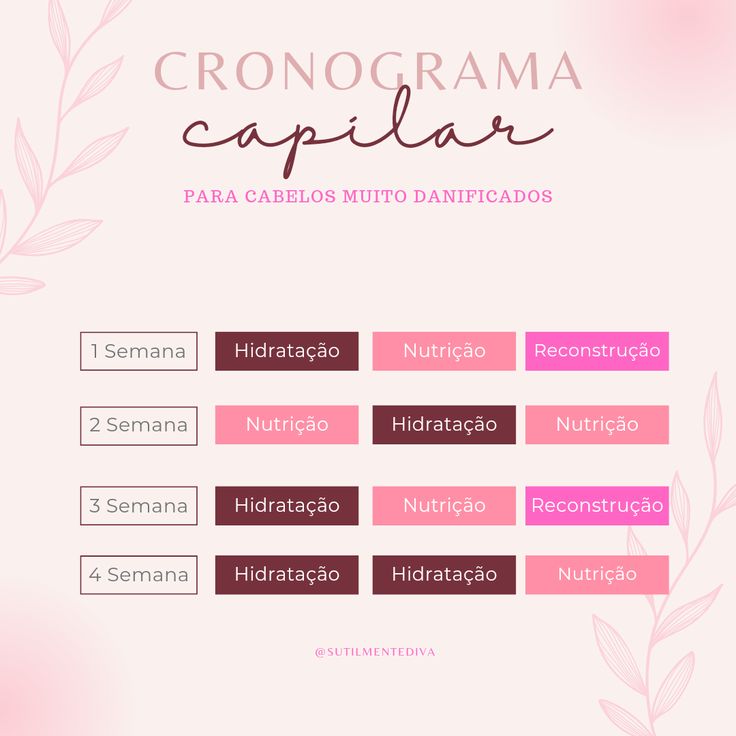 CRONOGRAMA
capilar
PARA CABELOS MUITO DANIFICADOS
1 Semana Hidratação Nutrição Reconstrução
2 Semana Nutrição Hidratação Nutrição
3 Semana Hidratação Nutrição Reconstrução
4 Semana Hidratação Hidratação Nutrição
@SUTILMENTEDIVA